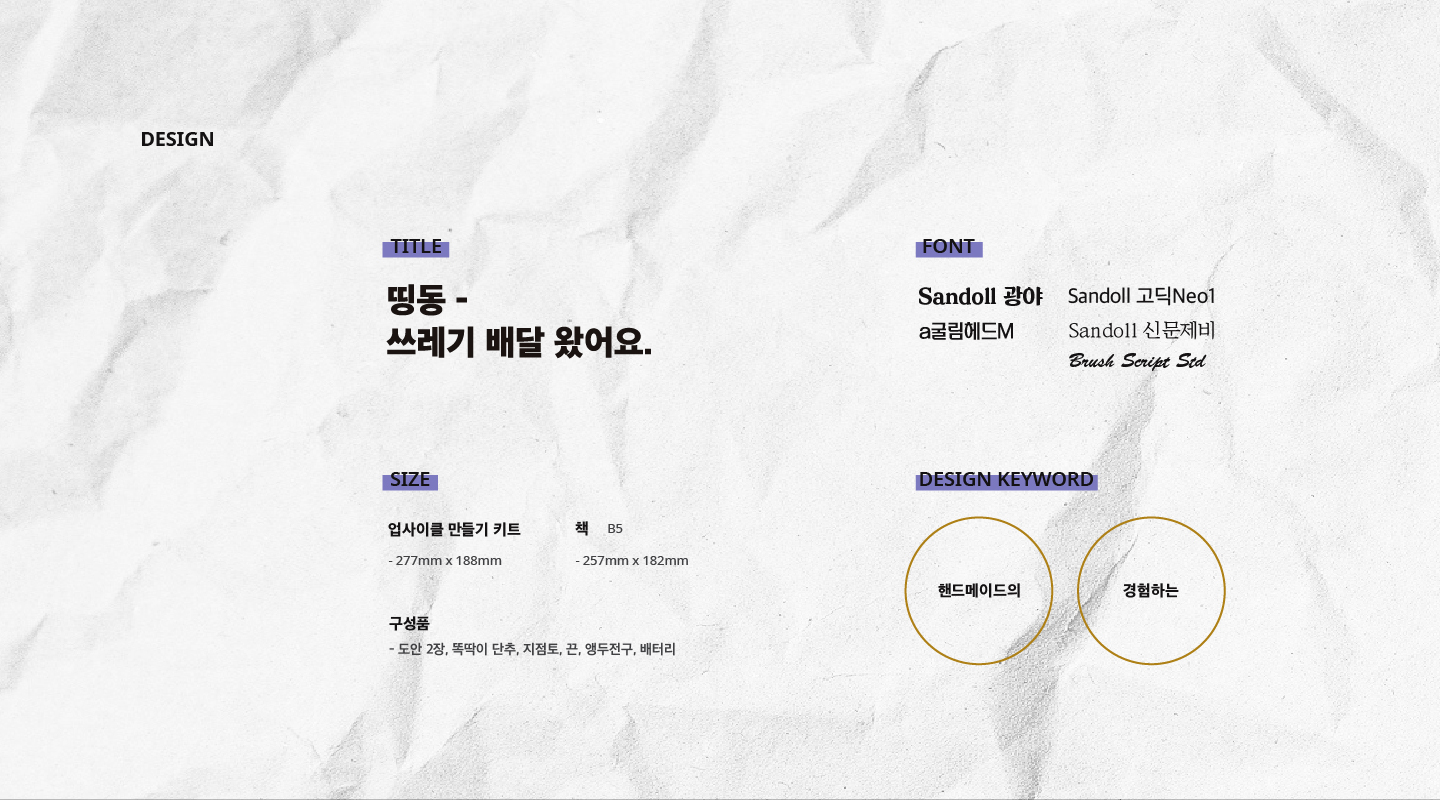 DESIGN
TITLE
띵동 -
쓰레기 배달 왔어요.
FONT
Sandoll 광야
Sandoll 고딕Neo1
a굴림헤드M
Sandoll 신문제비
Brush Script Std
SIZE
업사이클 만들기 키트
- 277mm x 188mm
책 B5
- 257mm x 182mm
구성품
- 도안 2장, 똑딱이 단추, 지점토, 끈, 앵두전구, 배터리
DESIGN KEYWORD
핸드메이드의
경험하는